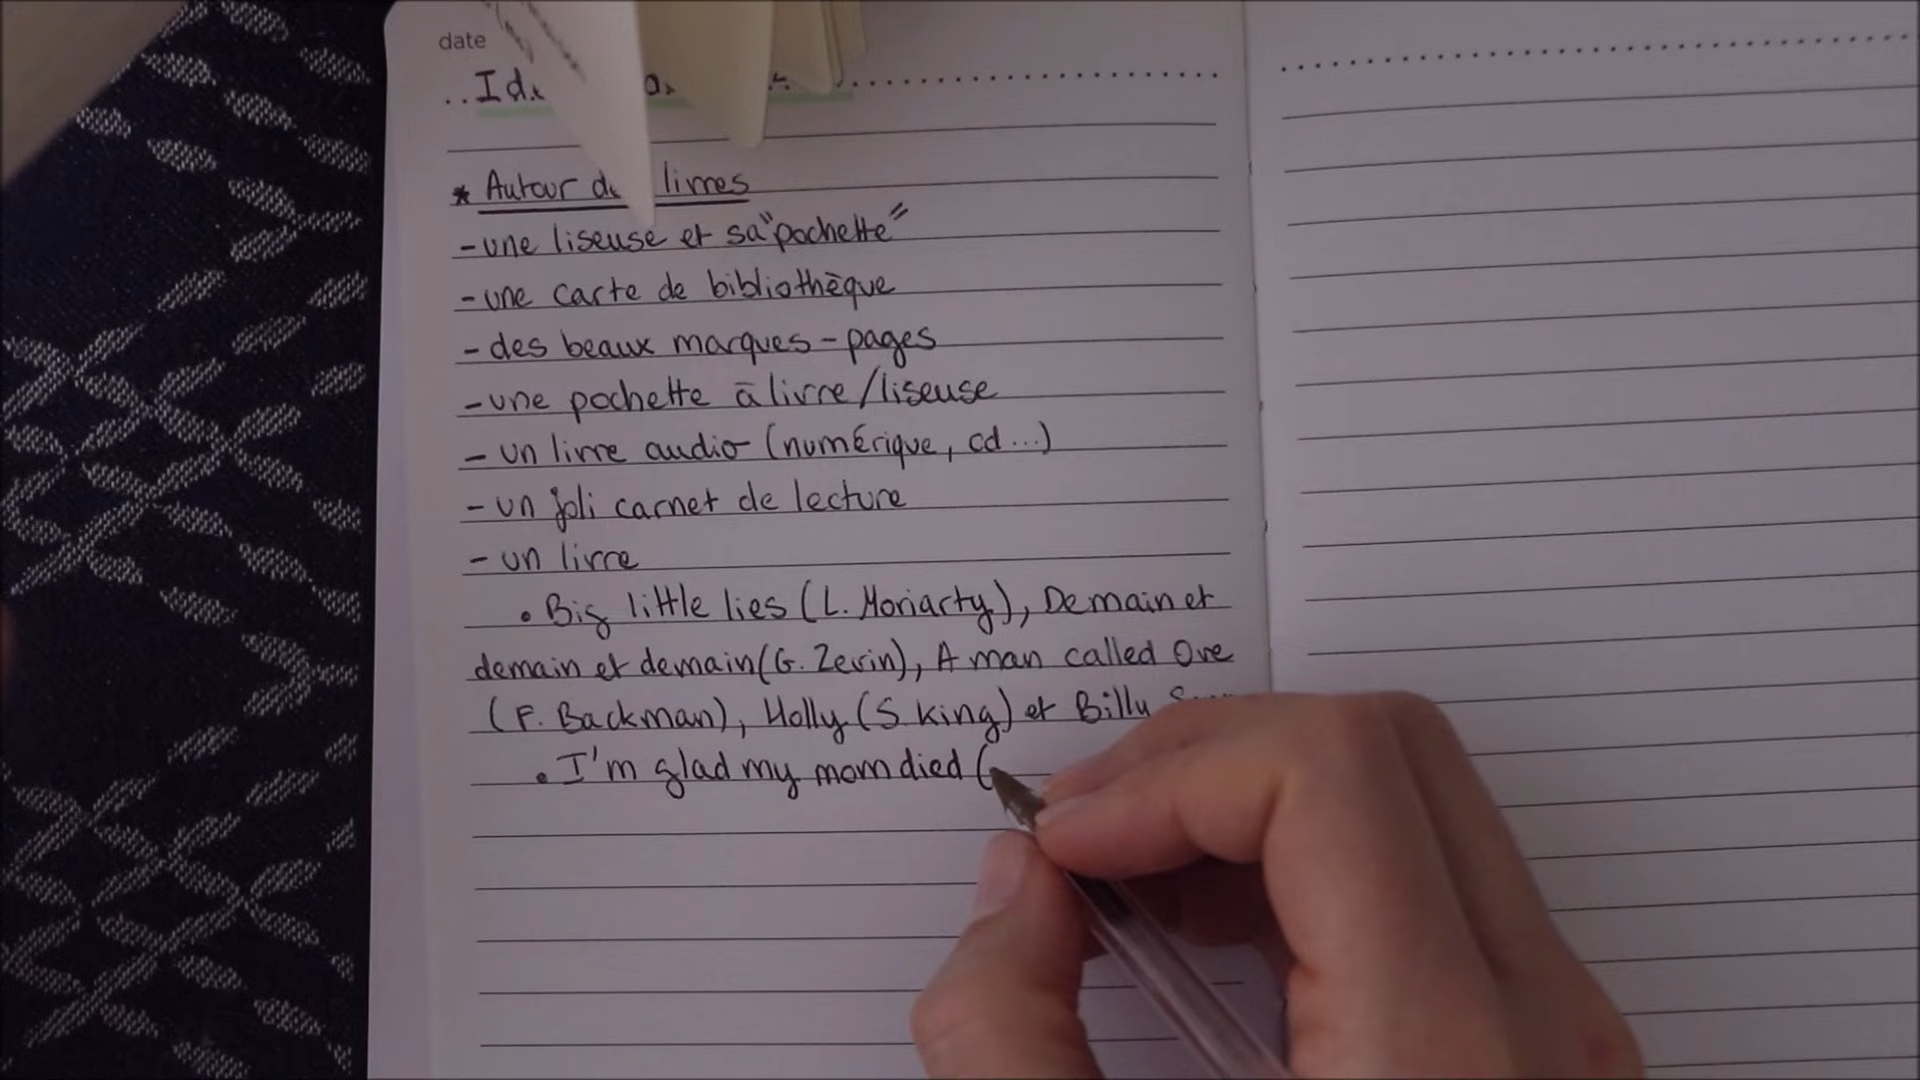 date
* Autour livres
- une liseuse et sa "pochette"
- une carte de bibliothèque
- des beaux marques-pages
- une pochette à livre/liseuse
- un livre audio (numérique, cd...)
- un joli carnet de lecture
- un livre
• Big little lies (L. Moriarty), Demain et
demain et demain (G. Zevin), A man called Ove
(F. Backman), Holly (S. King) et Billy
• I'm glad my mom died (